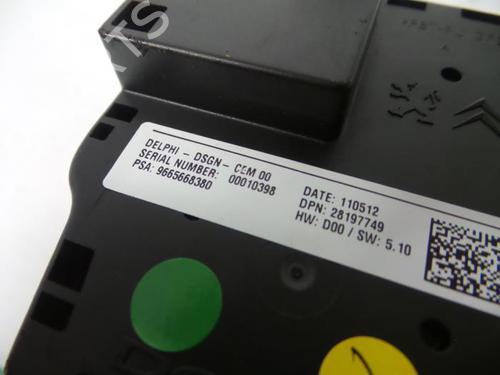 DELPHI - DSGN - CEM 00
SERIAL NUMBER: 00010398
PSA: 9665668380
DATE: 110512
DPN: 28197749
HW: D00 / SW: 5.10